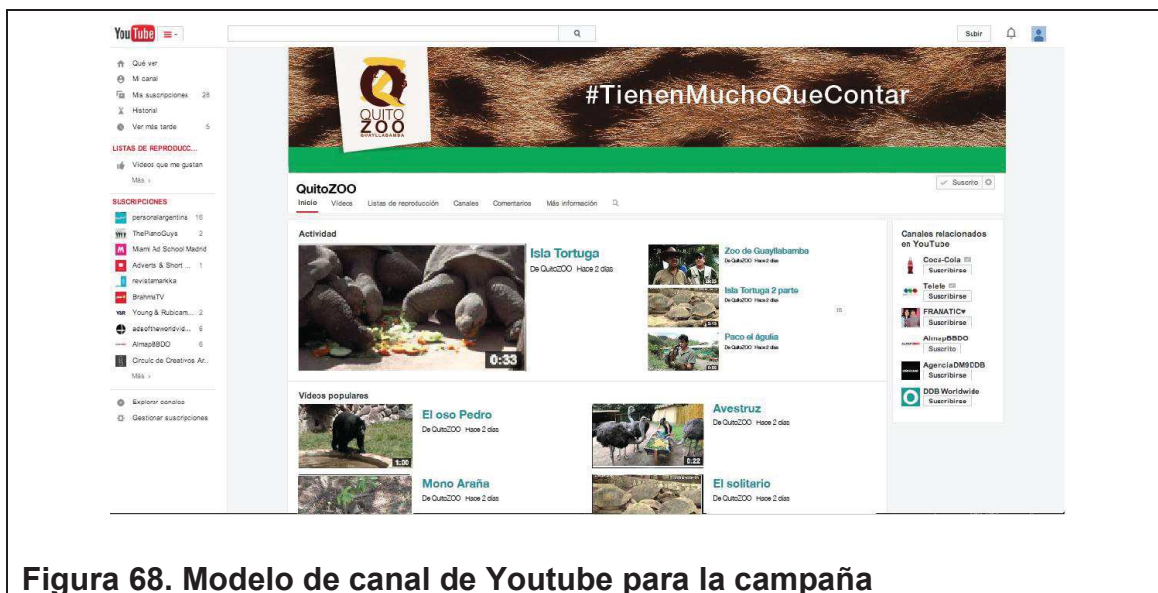 You Tube
Subir
Qué ver
Mi canal
Mis suscripciones 28
Historial
Ver más tarde 5
LISTAS DE REPRODUCC...
Vídeos que me gustan
Más ›
SUSCRIPCIONES
personalargentina 16
ThePianoGuys 2
Miami Ad School Madrid
Adverts & Short ... 1
revistamarkka
BrahmaTV
Young & Rubicam... 2
adsoftheworldvid... 6
AlmapBBDO 6
Círculo de Creativos Ar..
Más ›
Explorar canales
Gestionar suscripciones
QUITO
ZOO
GUAYLLABAMBA
#TienenMuchoQueContar
QuitoZOO
Suscrito
Inicio Vídeos Listas de reproducción Canales Comentarios Más información
Actividad
0:33
Isla Tortuga
De QuitoZOO Hace 2 días
Zoo de Guayllabamba
De QuitoZOO Hace 2 días
Isla Tortuga 2 parte
De QuitoZOO Hace 2 días
Paco el águila
De QuitoZOO Hace 2 días
Vídeos populares
1:00
El oso Pedro
De QuitoZOO Hace 2 días
0:22
Avestruz
De QuitoZOO Hace 2 días
Mono Araña
De QuitoZOO Hace 2 días
El solitario
De QuitoZOO Hace 2 días
Canales relacionados
en YouTube
Coca-Cola
Suscribirse
Telefe
Suscribirse
FRANATIC♥
Suscribirse
AlmapBBDO
Suscrito
AgenciaDM9DDB
Suscribirse
DDB Worldwide
Suscribirse
Figura 68. Modelo de canal de Youtube para la campaña